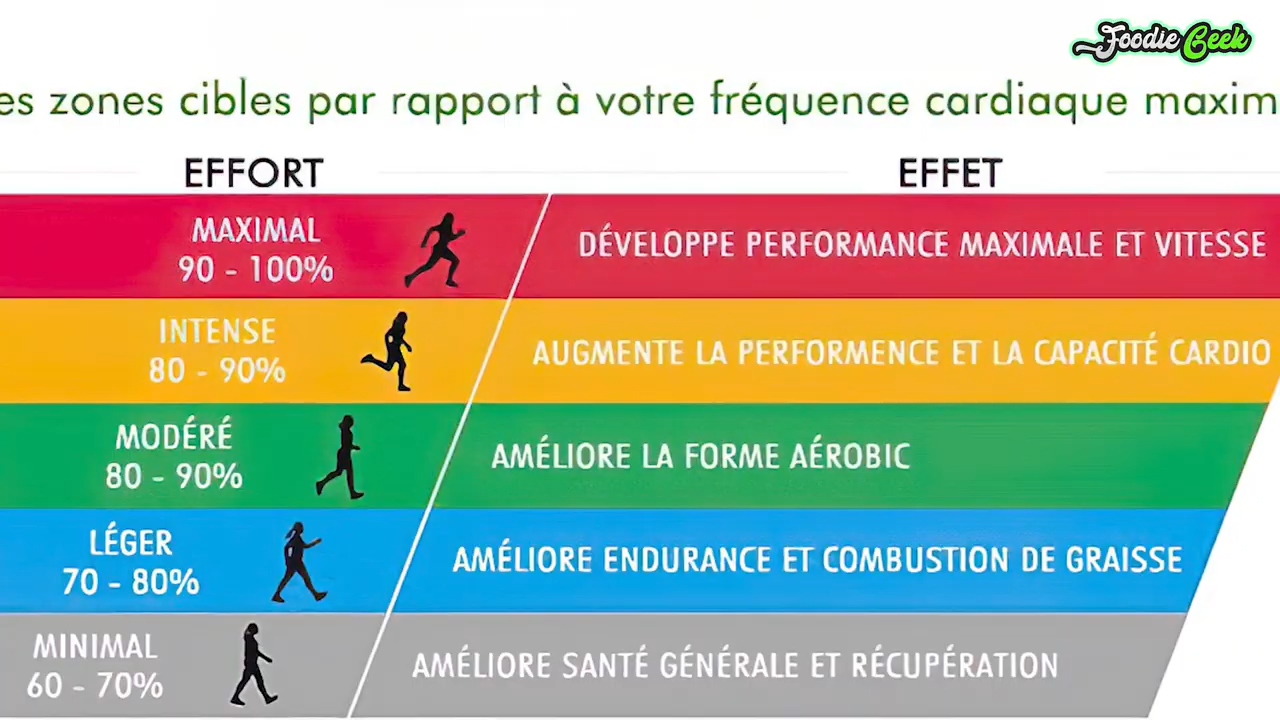 Foodie Geek
es zones cibles par rapport à votre fréquence cardiaque maxim
EFFORT
EFFET
MAXIMAL
90 - 100%
DÉVELOPPE PERFORMANCE MAXIMALE ET VITESSE
INTENSE
80 - 90%
AUGMENTE LA PERFORMENCE ET LA CAPACITÉ CARDIO
MODÉRÉ
80 - 90%
AMÉLIORE LA FORME AÉROBIC
LÉGER
70 - 80%
AMÉLIORE ENDURANCE ET COMBUSTION DE GRAISSE
MINIMAL
60 - 70%
AMÉLIORE SANTÉ GÉNÉRALE ET RÉCUPÉRATION